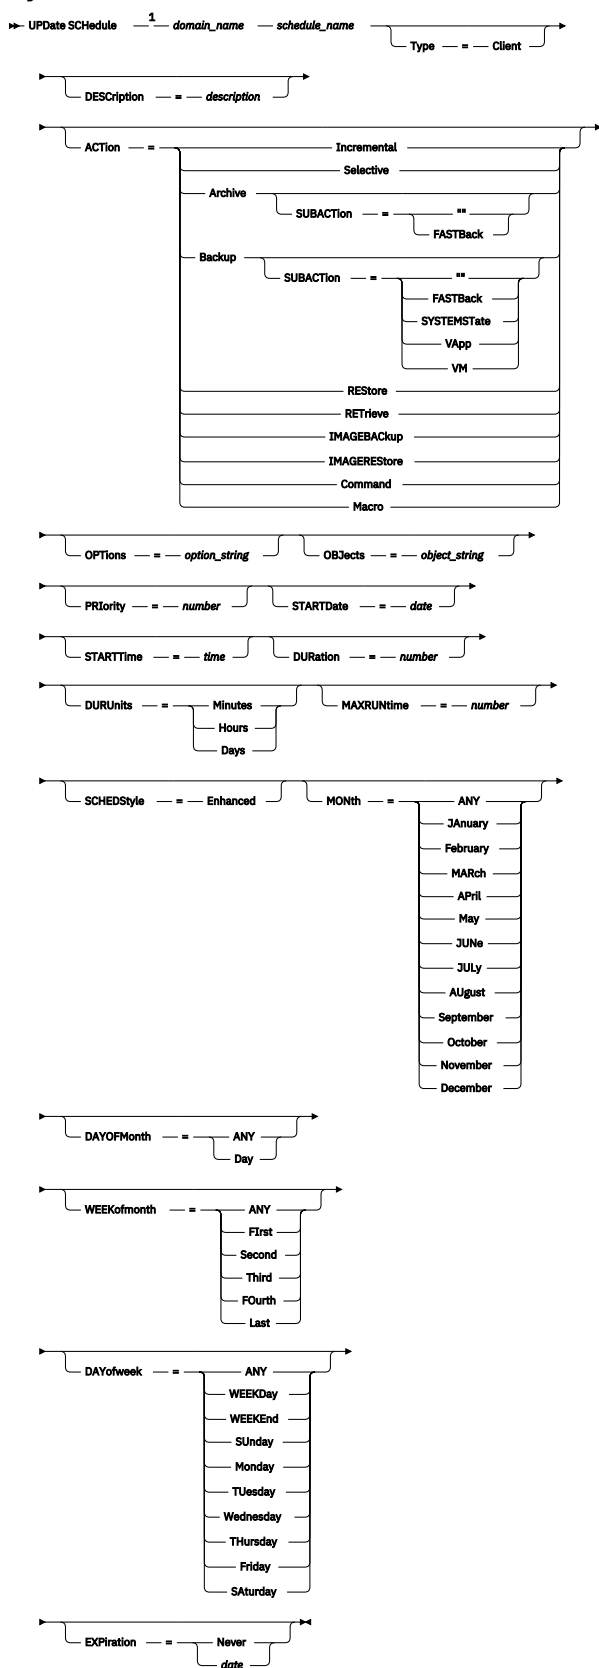 1
UPDate SCHedule domain_name schedule_name
Type = Client
DESCription = description
ACTion = Incremental
Selective
Archive
SUBACTion = ""
FASTBack
Backup
SUBACTion = ""
FASTBack
SYSTEMSTate
VApp
VM
REStore
RETrieve
IMAGEBACkup
IMAGEREStore
Command
Macro
OPTions = option_string OBJects = object_string
PRIority = number STARTDate = date
STARTTime = time DURation = number
DURUnits = Minutes MAXRUNtime = number
Hours
Days
SCHEDStyle = Enhanced MONth = ANY
JAnuary
February
MARch
APril
May
JUNe
JULy
AUgust
September
October
November
December
DAYOFMonth = ANY
Day
WEEKofmonth = ANY
FIrst
Second
Third
FOurth
Last
DAYofweek = ANY
WEEKDay
WEEKEnd
SUnday
Monday
TUesday
Wednesday
THursday
Friday
SAturday
EXPiration = Never
date